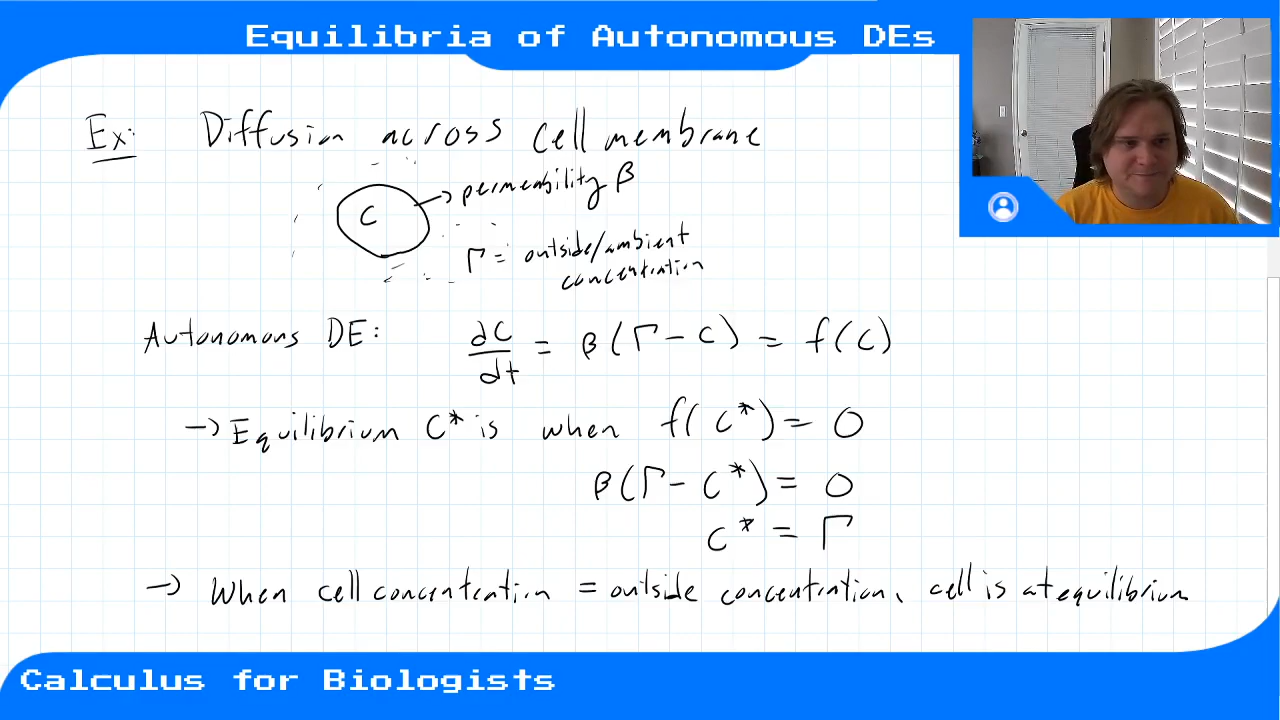 Equilibria of Autonomous DEs
Ex: Diffusion across cell membrane
C → permeability β
Γ = outside/ambient
concentration
Autonomous DE: dC/dt = β(Γ - C) = f(C)
→ Equilibrium C* is when f(C*) = 0
β(Γ - C*) = 0
C* = Γ
→ When cell concentration = outside concentration, cell is at equilibrium
Calculus for Biologists